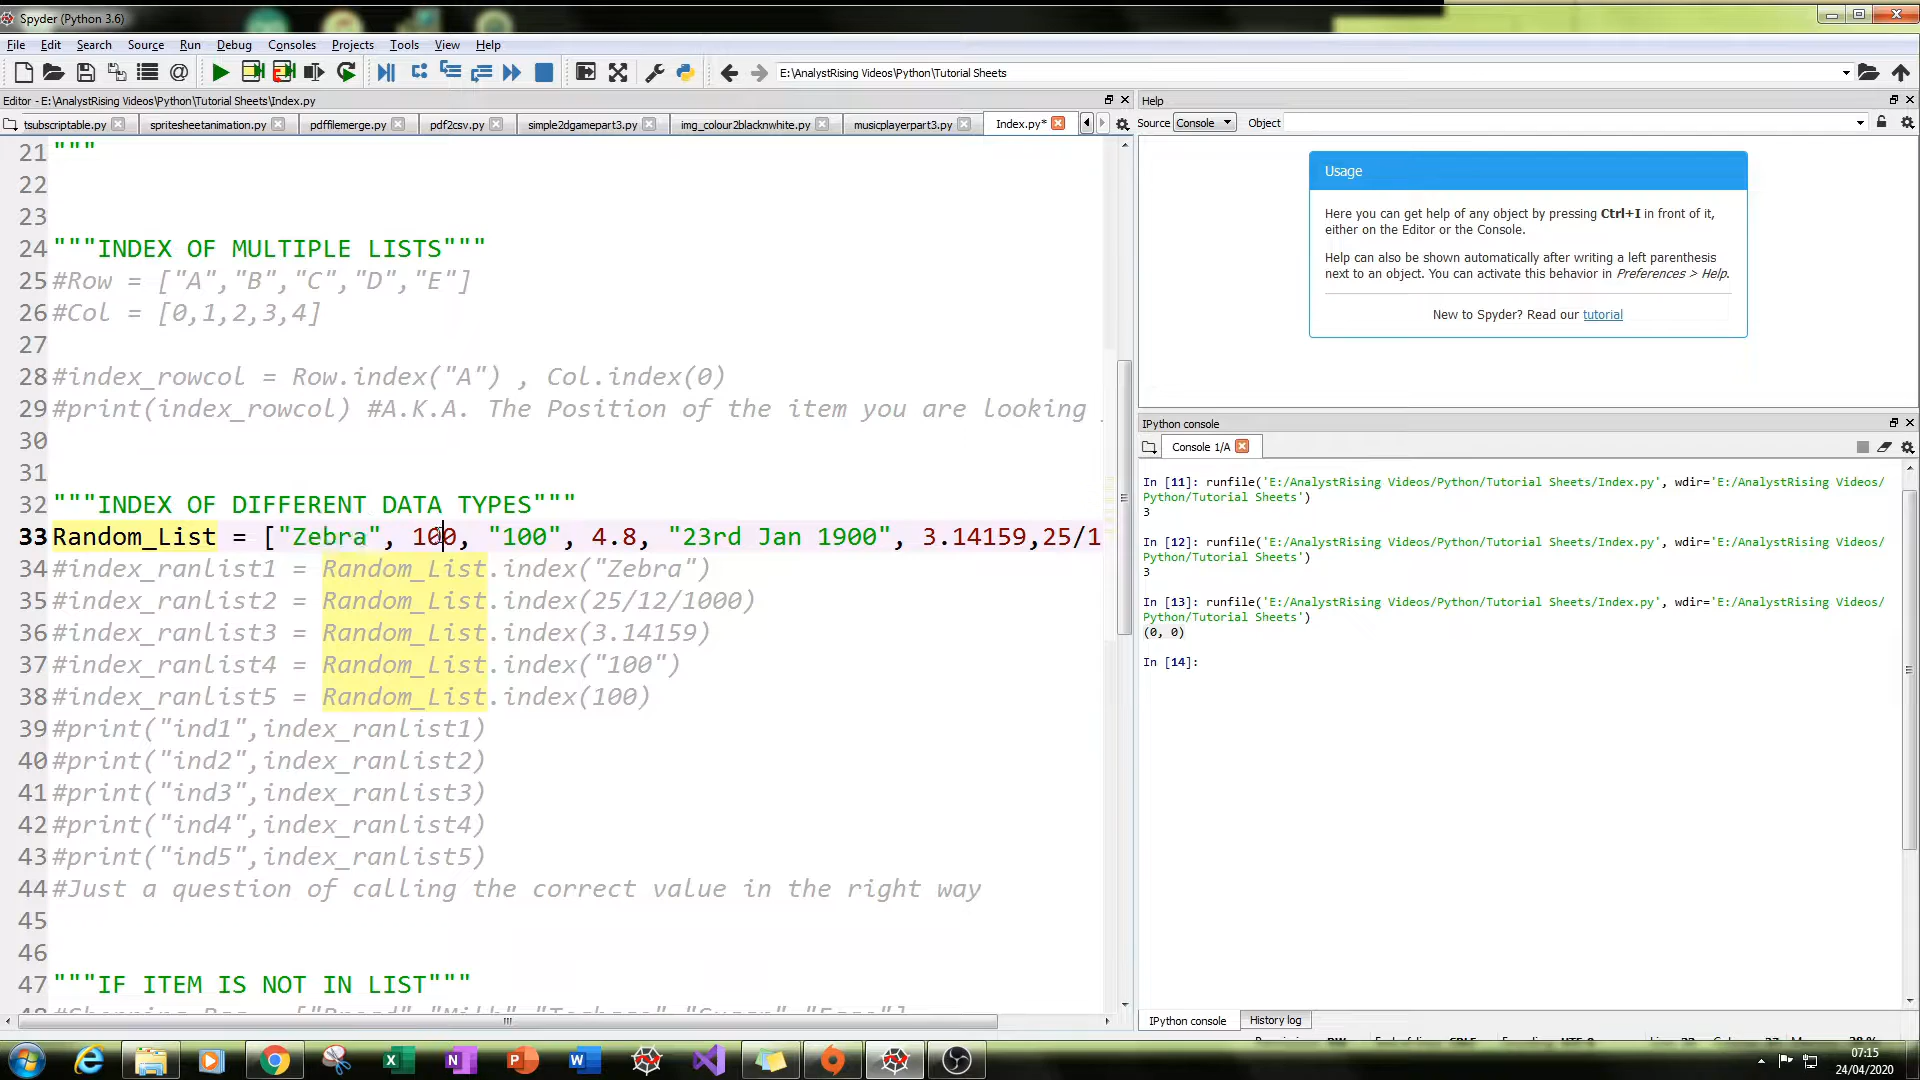 Spyder (Python 3.6)
File Edit Search Source Run Debug Consoles Projects Tools View Help
E:\AnalystRising Videos\Python\Tutorial Sheets
Editor - E:\AnalystRising Videos\Python\Tutorial Sheets\Index.py
tsubscriptable.py spritesheetanimation.py pdffilemerge.py pdf2csv.py simple2dgamepart3.py img_colour2blacknwhite.py musicplayerpart3.py Index.py*
21 """
22
23
24 """INDEX OF MULTIPLE LISTS"""
25 #Row = ["A","B","C","D","E"]
26 #Col = [0,1,2,3,4]
27
28 #index_rowcol = Row.index("A") , Col.index(0)
29 #print(index_rowcol) #A.K.A. The Position of the item you are looking
30
31
32 """INDEX OF DIFFERENT DATA TYPES"""
33 Random_List = ["Zebra", 100, "100", 4.8, "23rd Jan 1900", 3.14159,25/1
34 #index_ranlist1 = Random_List.index("Zebra")
35 #index_ranlist2 = Random_List.index(25/12/1000)
36 #index_ranlist3 = Random_List.index(3.14159)
37 #index_ranlist4 = Random_List.index("100")
38 #index_ranlist5 = Random_List.index(100)
39 #print("ind1",index_ranlist1)
40 #print("ind2",index_ranlist2)
41 #print("ind3",index_ranlist3)
42 #print("ind4",index_ranlist4)
43 #print("ind5",index_ranlist5)
44 #Just a question of calling the correct value in the right way
45
46
47 """IF ITEM IS NOT IN LIST"""
Help
Source Console Object
Usage
Here you can get help of any object by pressing Ctrl+I in front of it,
either on the Editor or the Console.
Help can also be shown automatically after writing a left parenthesis
next to an object. You can activate this behavior in Preferences > Help.
New to Spyder? Read our tutorial
IPython console
Console 1/A
In [11]: runfile('E:/AnalystRising Videos/Python/Tutorial Sheets/Index.py', wdir='E:/AnalystRising Videos/
Python/Tutorial Sheets')
3
In [12]: runfile('E:/AnalystRising Videos/Python/Tutorial Sheets/Index.py', wdir='E:/AnalystRising Videos/
Python/Tutorial Sheets')
3
In [13]: runfile('E:/AnalystRising Videos/Python/Tutorial Sheets/Index.py', wdir='E:/AnalystRising Videos/
Python/Tutorial Sheets')
(0, 0)
In [14]:
IPython console History log
07:15
24/04/2020